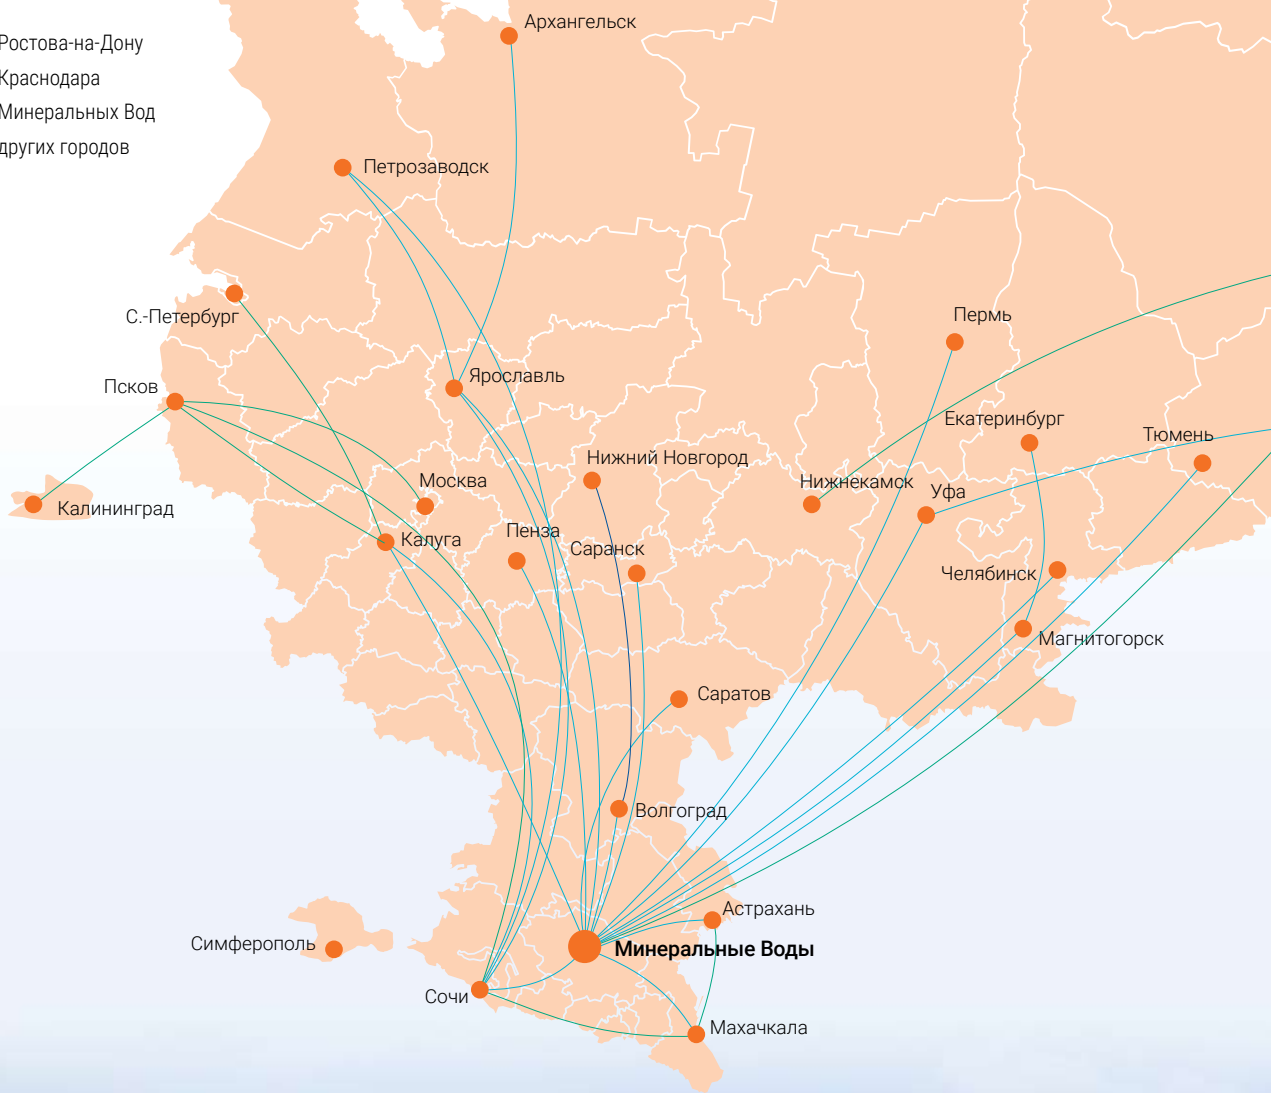 Архангельск
Ростова-на-Дону
Краснодара
Минеральных Вод
других городов
Петрозаводск
С.-Петербург
Пермь
Псков
Ярославль
Екатеринбург
Тюмень
Нижний Новгород
Москва
Нижнекамск
Уфа
Калининград
Пенза
Калуга
Саранск
Челябинск
Магнитогорск
Саратов
Волгоград
Астрахань
Симферополь
Минеральные Воды
Сочи
Махачкала